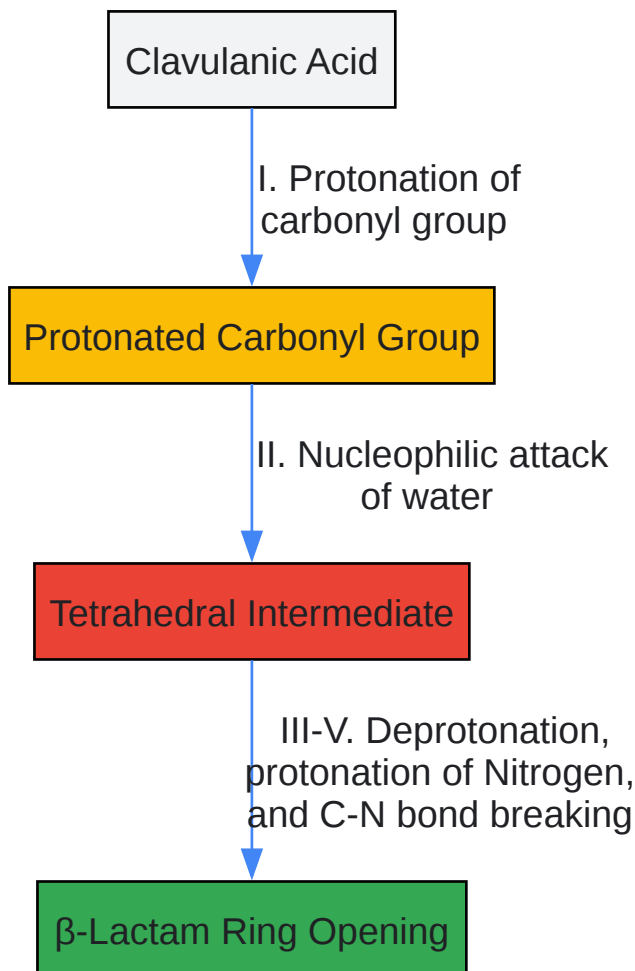 Clavulanic Acid
I. Protonation of
carbonyl group
Protonated Carbonyl Group
II. Nucleophilic attack
of water
Tetrahedral Intermediate
III-V. Deprotonation,
protonation of Nitrogen,
and C-N bond breaking
β-Lactam Ring Opening